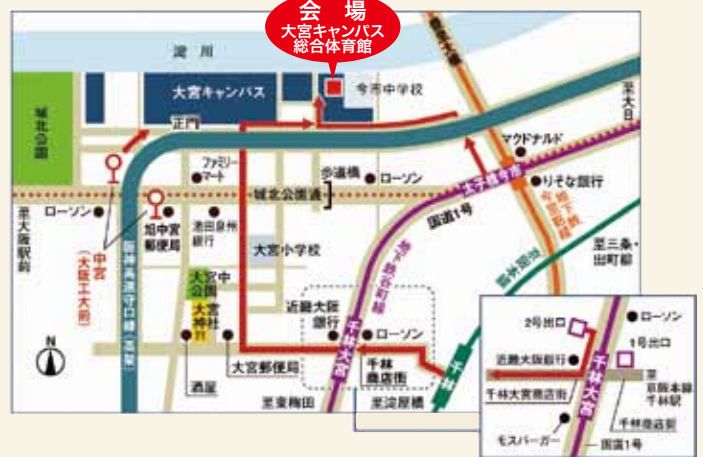 会 場
大宮キャンパス
総合体育館
淀 川
豊里大橋
城北公園
大宮キャンパス
今市中学校
正門
至大日
マクドナルド
ファミリー
マート
歩道橋
ローソン
太子橋今市
りそな銀行
城北公園通
国道1号
地下鉄
今里筋線
ローソン
旭中宮
郵便局
池田泉州
銀行
至大阪駅前
中宮
(大阪工大前)
阪神高速守口線(高架)
大宮小学校
地下鉄谷町線
京阪本線
至三条・
出町柳
大宮中
公園
大宮
神社
近畿大阪
銀行
千林大宮
ローソン
千林
N
酒屋
大宮郵便局
千林
商店街
至東梅田
至淀屋橋
2号出口
ローソン
1号出口
近畿大阪銀行
千林大宮
至
京阪本線
千林駅
千林大宮商店街
千林商店街
モスバーガー
国道1号